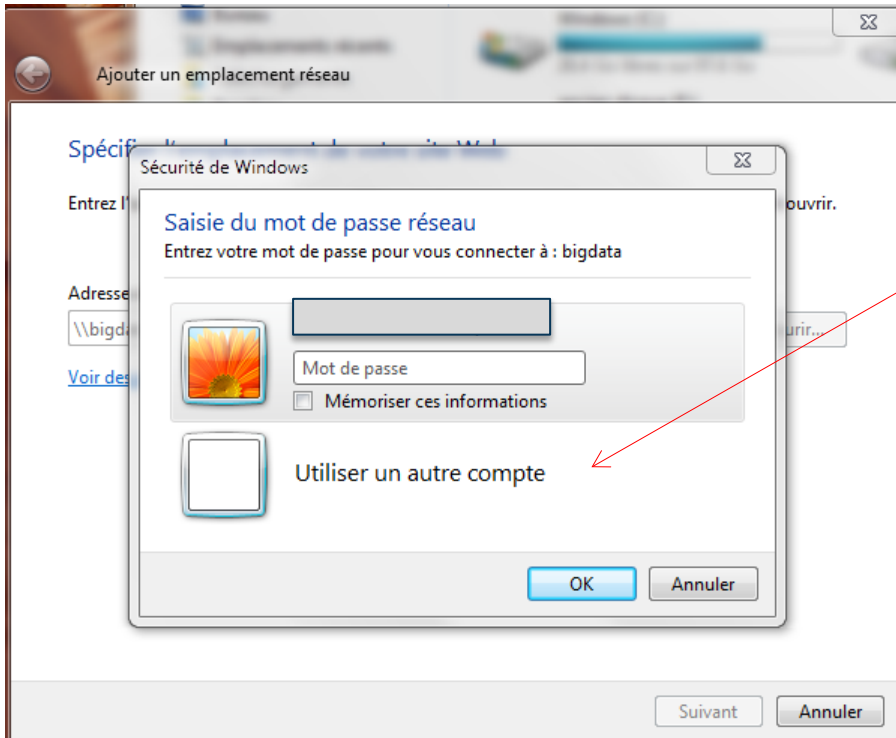 Ajouter un emplacement réseau
Spécifie
Sécurité de Windows
Entrez l'
ouvrir.
Saisie du mot de passe réseau
Entrez votre mot de passe pour vous connecter à : bigdata
Adresse
\\bigda
urir...
Mot de passe
Voir des
Mémoriser ces informations
Utiliser un autre compte
OK
Annuler
Suivant
Annuler